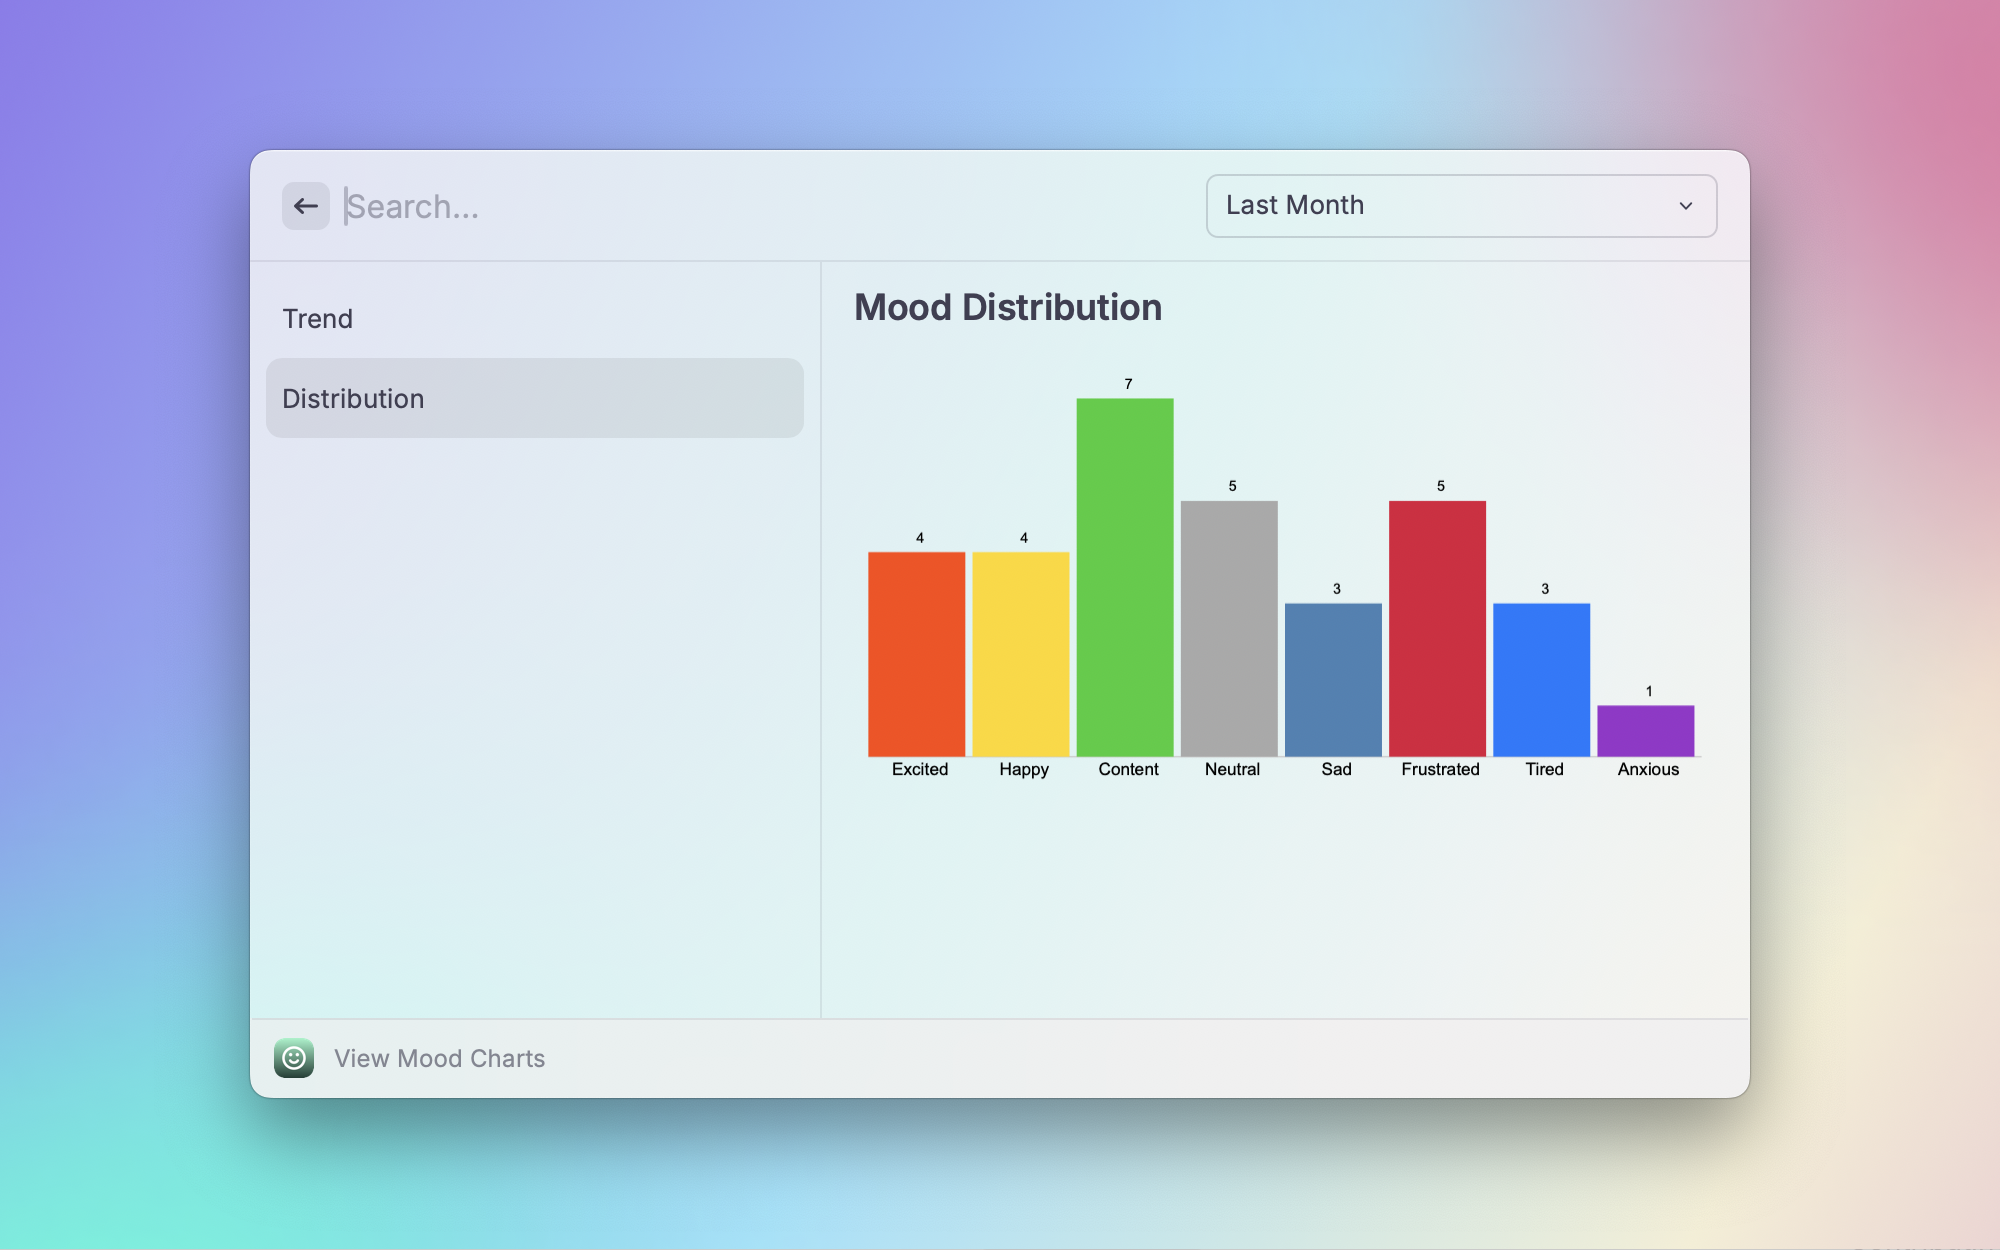 Search...
Last Month
Trend
Distribution
Mood Distribution
7
5 5
4 4
3 3
1
Excited Happy Content Neutral Sad Frustrated Tired Anxious
View Mood Charts